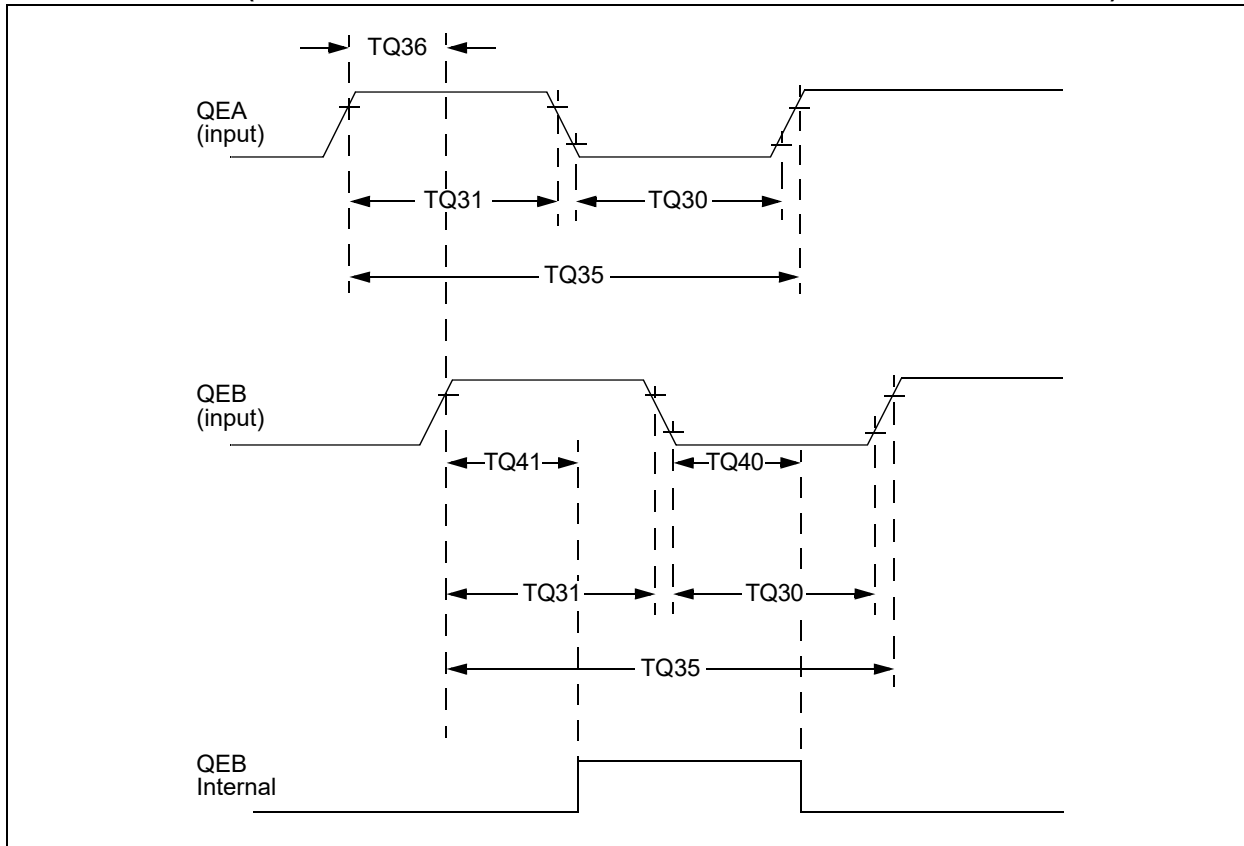 TQ36
QEA
(input)
TQ31
TQ30
TQ35
QEB
(input)
TQ41
TQ40
TQ31
TQ30
TQ35
QEB
Internal